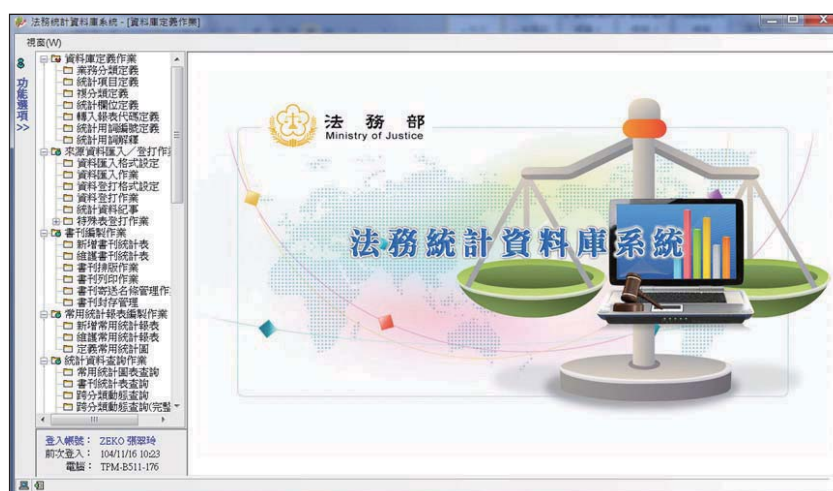 法務統計資料庫系統 - [資料庫定義作業]
視窗(W)
功能選項>>
資料庫定義作業
業務分類定義
統計項目定義
複分類定義
統計欄位定義
轉入報表代碼定義
統計用詞編號定義
統計用詞解釋
來源資料匯入／登打作
資料匯入格式設定
資料匯入作業
資料登打格式設定
資料登打作業
統計資料紀事
特殊表登打作業
書刊編製作業
新增書刊統計表
維護書刊統計表
書刊排版作業
書刊列印作業
書刊寄送名條管理作
書刊封存管理
常用統計報表編製作業
新增常用統計報表
維護常用統計報表
定義常用統計圖
統計資料查詢作業
常用統計圖表查詢
書刊統計表查詢
跨分類動態查詢
跨分類動態查詢(完整
登入帳號： ZEKO 張翠玲
前次登入： 104/11/16 10:23
電腦： TPM-B511-176
法務部
Ministry of Justice
法務統計資料庫系統